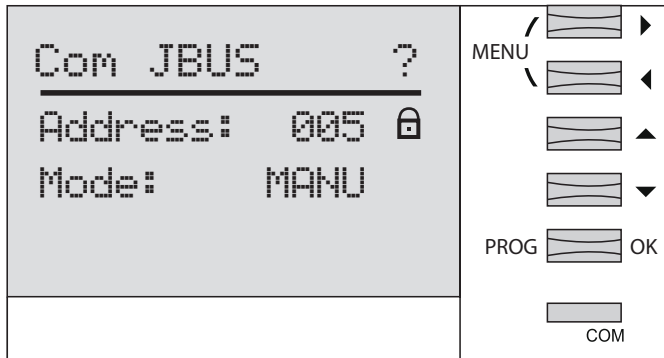 Com JBUS ?
Address: 005
Mode: MANU
MENU
PROG OK
COM